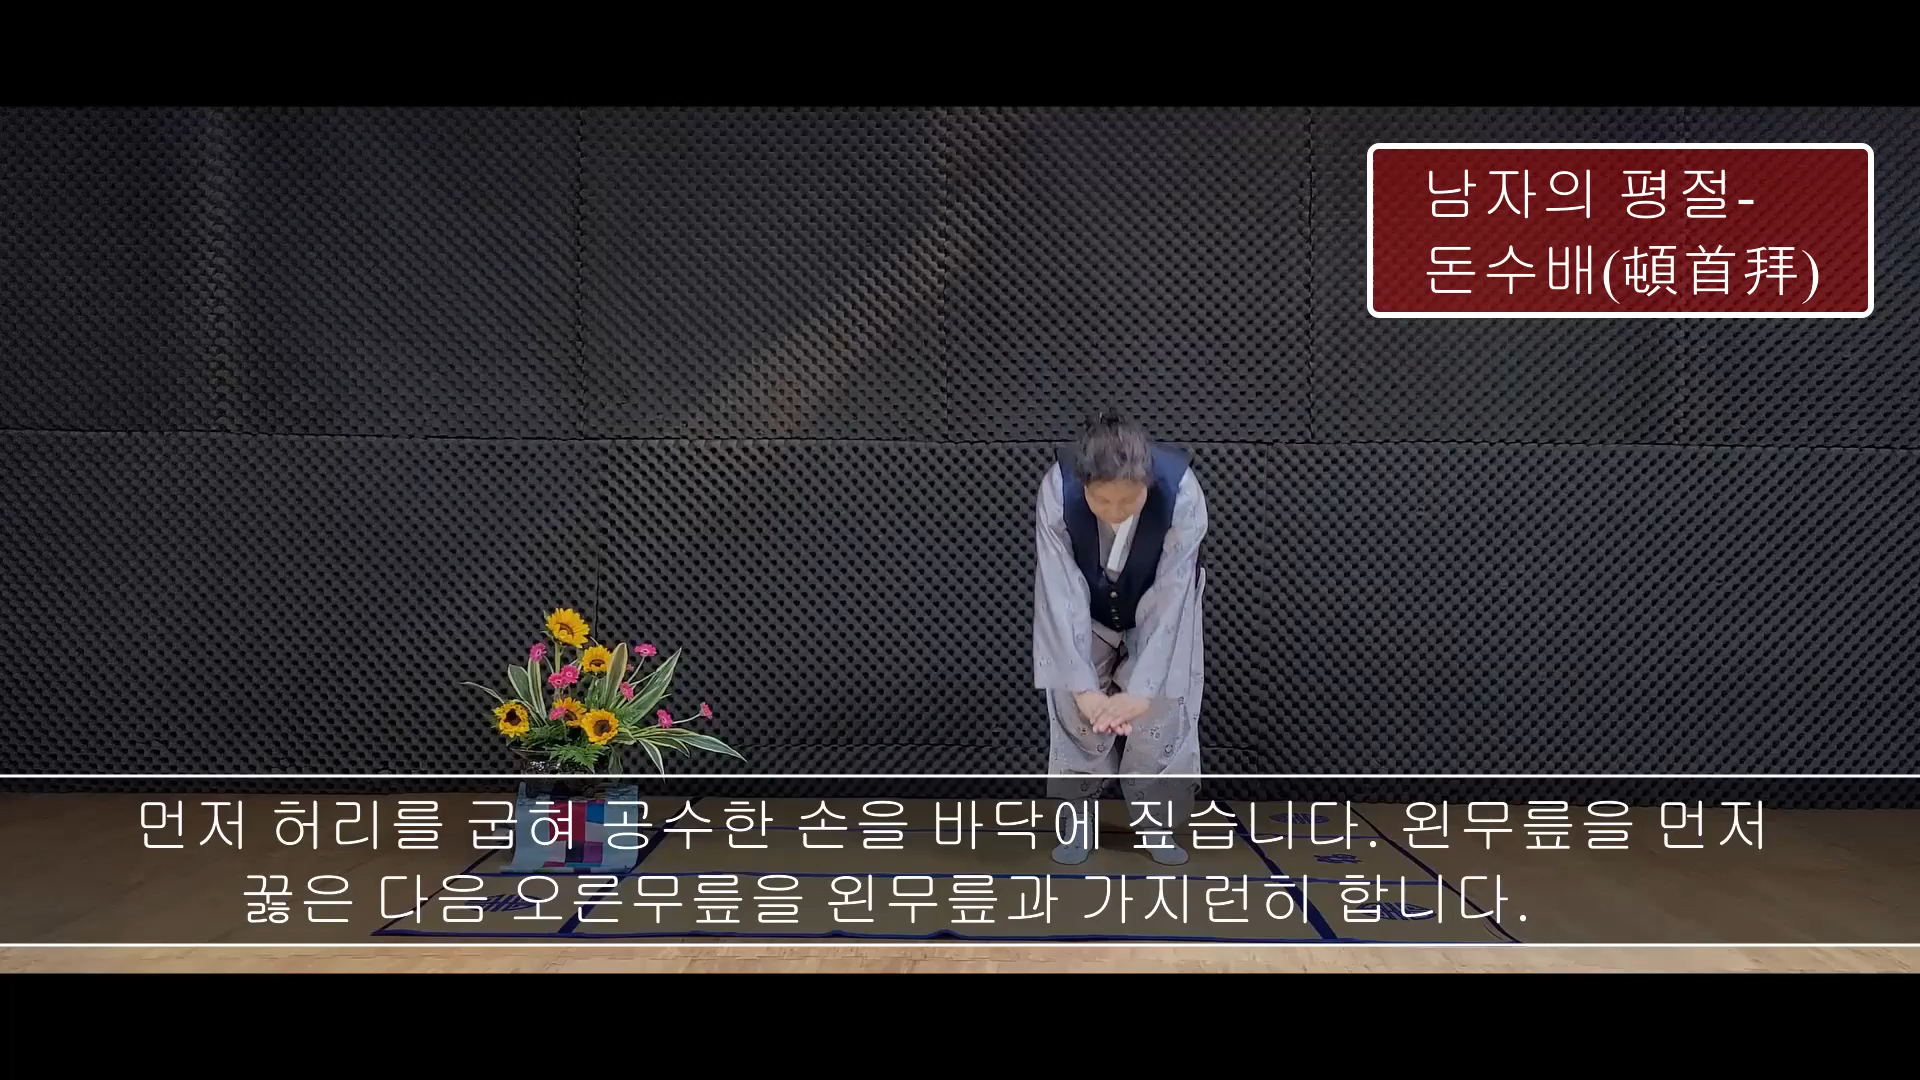 남자의 평절-
돈수배(頓首拜)
먼저 허리를 굽혀 공수한 손을 바닥에 짚습니다. 왼무릎을 먼저
꿇은 다음 오른무릎을 왼무릎과 가지런히 합니다.